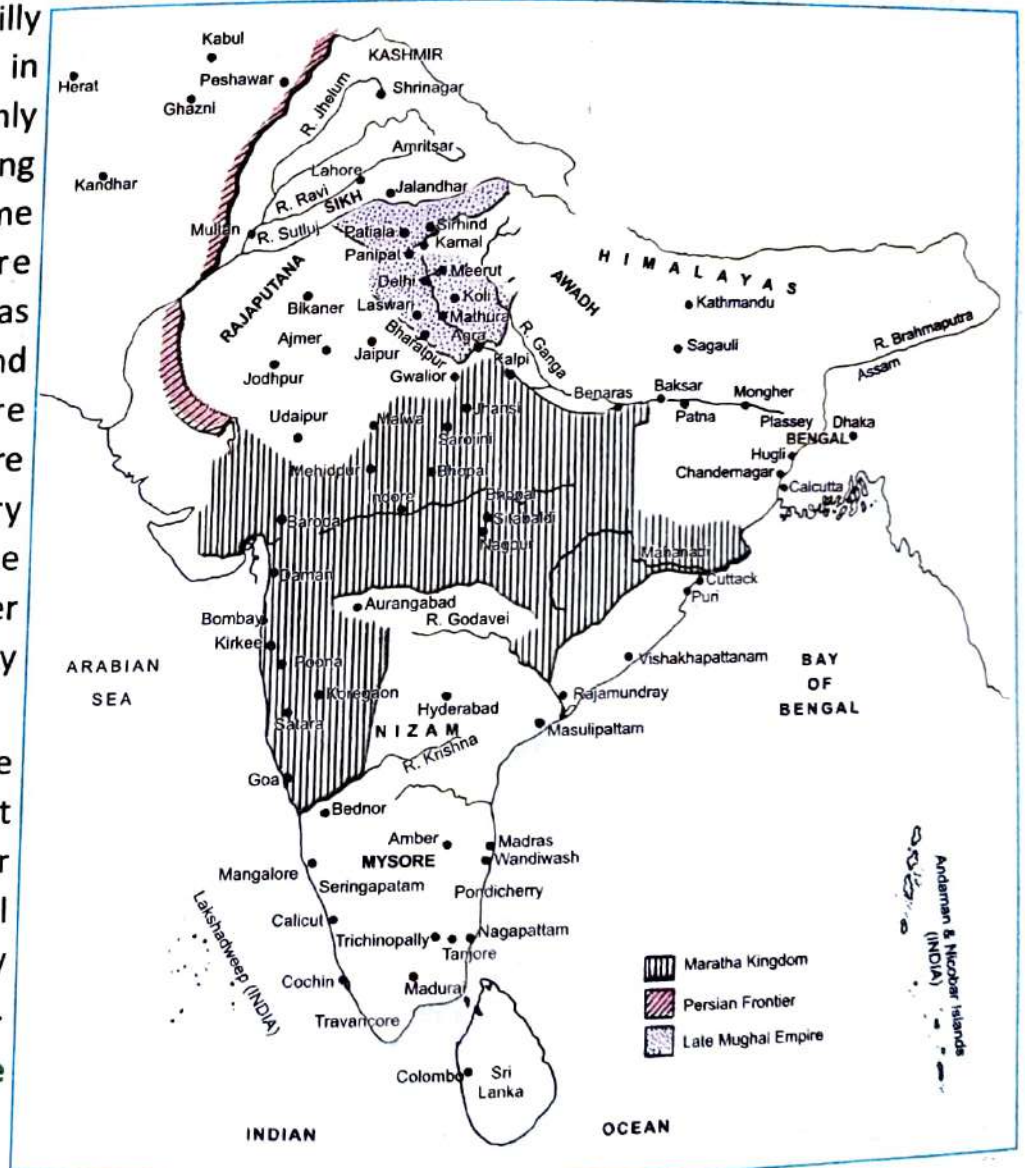 illy
in
nly
ing
me
re
as
nd
re
re
ry
e
er
y
e
t
r
l
y
.
e
Kabul
KASHMIR
Herat
Peshawar
Ghazni
Shrinagar
R. Jhelum
Amritsar
Lahore
Kandhar
R. Ravi
Jalandhar
SIKH
Multan
R. Sutluj
Patiala
Sirhind
Karnal
Panipat
HIMALAYAS
RAJAPUTANA
Delhi
Meerut
AWADH
Bikaner
Koli
Kathmandu
Laswari
Mathura
Ajmer
Bharatpur
Agra
R. Ganga
R. Brahmaputra
Jaipur
Sagauli
Jodhpur
Kalpi
Assam
Gwalior
Benaras
Baksar
Mongher
Udaipur
Malwa
Jhansi
Patna
Plassey
Dhaka
Sarojini
BENGAL
Mehidpur
Bhopal
Hugli
Chandernagar
Indore
Bhopal
Calcutta
Baroda
Sitabaldi
Nagpur
Mahanadi
Daman
Cuttack
Aurangabad
Puri
Bombay
R. Godavei
Kirkee
ARABIAN
SEA
Poona
Vishakhapattanam
BAY
OF
BENGAL
Koregaon
Hyderabad
Rajamundray
Satara
NIZAM
Masulipattam
R. Krishna
Goa
Bednor
Amber
Madras
MYSORE
Wandiwash
Mangalore
Seringapatam
Pondicherry
Lakshadweep (INDIA)
Calicut
Trichinopally
Nagapattam
Tanjore
Andaman & Nicobar Islands
(INDIA)
Cochin
Madurai
Travancore
Maratha Kingdom
Persian Frontier
Late Mughal Empire
Colombo
Sri
Lanka
INDIAN
OCEAN